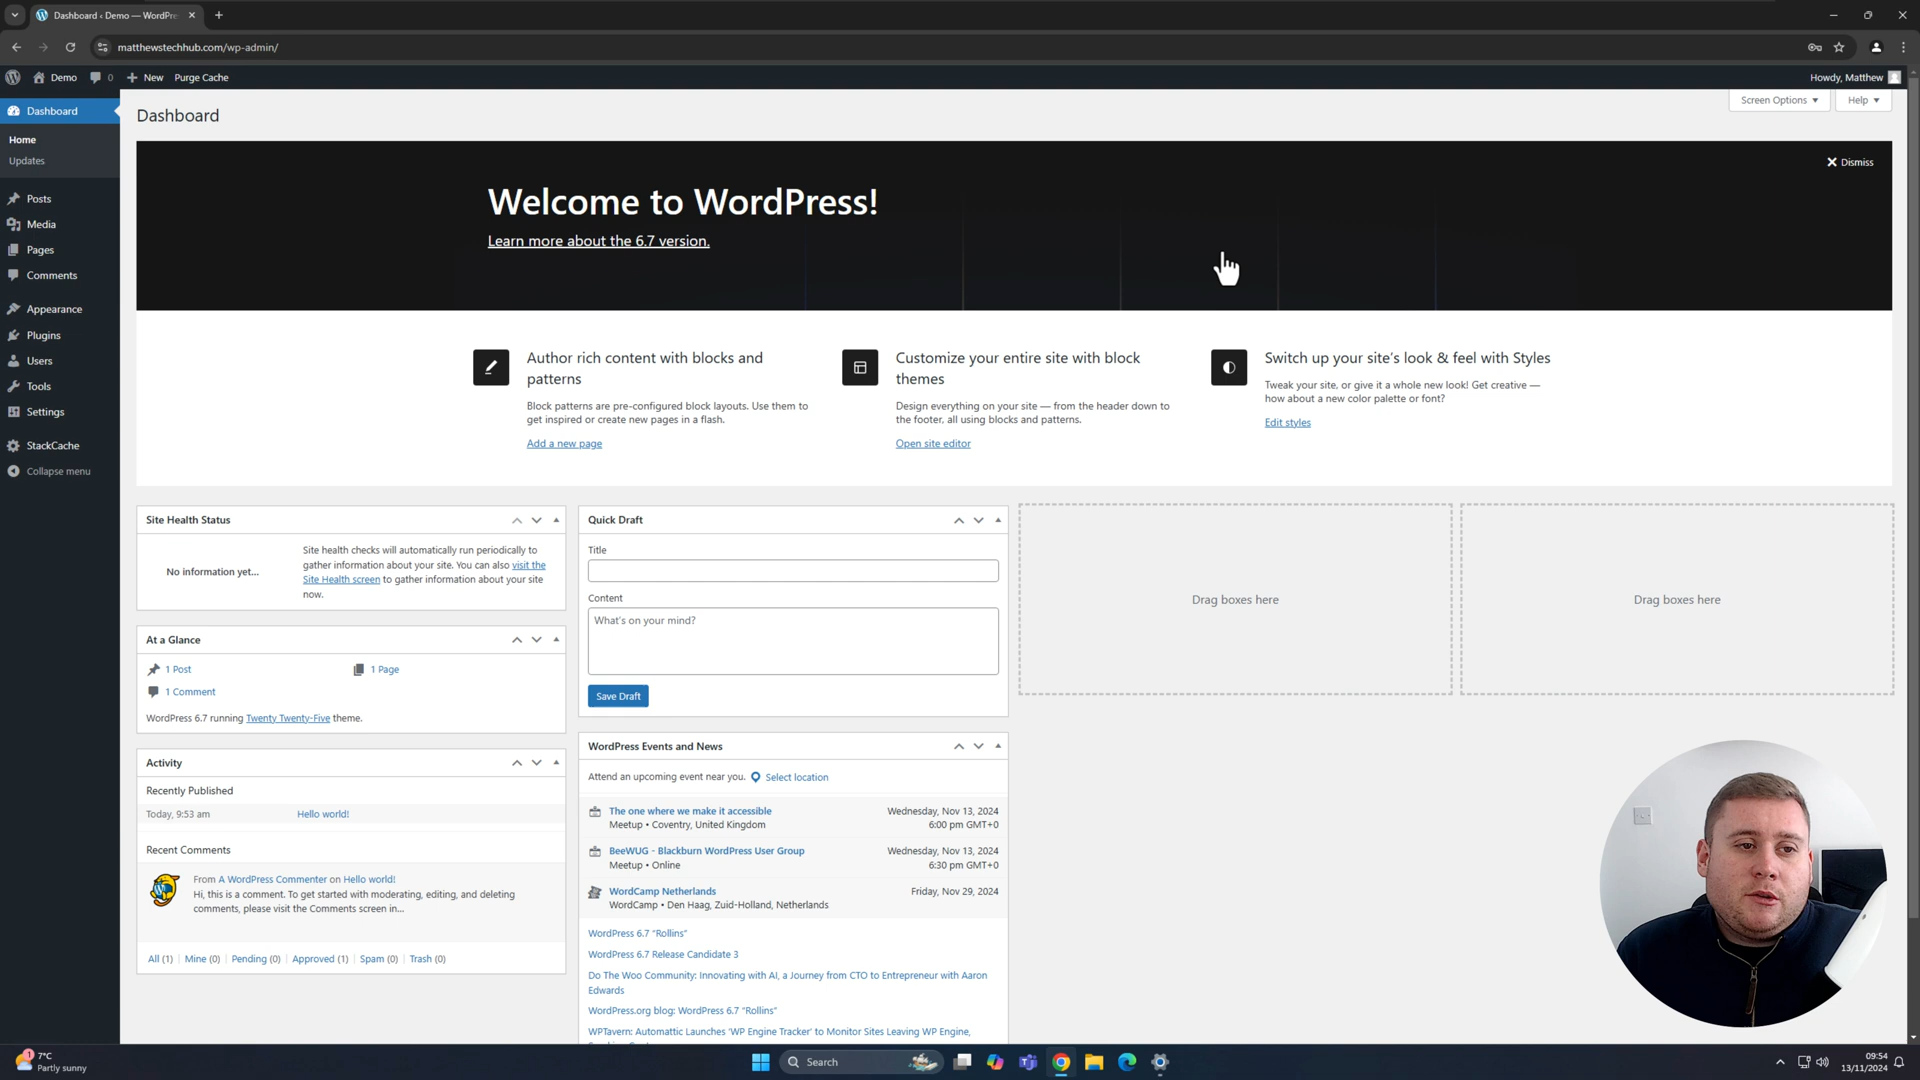 Dashboard ‹ Demo — WordPre
matthewstechhub.com/wp-admin/
Demo
0
New
Purge Cache
Howdy, Matthew
Dashboard
Home
Updates
Posts
Media
Pages
Comments
Appearance
Plugins
Users
Tools
Settings
StackCache
Collapse menu
Dashboard
Screen Options
Help
Dismiss
Welcome to WordPress!
Learn more about the 6.7 version.
Author rich content with blocks and
patterns
Block patterns are pre-configured block layouts. Use them to
get inspired or create new pages in a flash.
Add a new page
Customize your entire site with block
themes
Design everything on your site — from the header down to
the footer, all using blocks and patterns.
Open site editor
Switch up your site's look & feel with Styles
Tweak your site, or give it a whole new look! Get creative —
how about a new color palette or font?
Edit styles
Site Health Status
No information yet...
Site health checks will automatically run periodically to
gather information about your site. You can also visit the
Site Health screen to gather information about your site
now.
At a Glance
1 Post
1 Page
1 Comment
WordPress 6.7 running Twenty Twenty-Five theme.
Activity
Recently Published
Today, 9:53 am
Hello world!
Recent Comments
From A WordPress Commenter on Hello world!
Hi, this is a comment. To get started with moderating, editing, and deleting
comments, please visit the Comments screen in...
All (1) | Mine (0) | Pending (0) | Approved (1) | Spam (0) | Trash (0)
Quick Draft
Title
Content
What's on your mind?
Save Draft
WordPress Events and News
Attend an upcoming event near you. Select location
The one where we make it accessible
Wednesday, Nov 13, 2024
Meetup • Coventry, United Kingdom
6:00 pm GMT+0
BeeWUG - Blackburn WordPress User Group
Wednesday, Nov 13, 2024
Meetup • Online
6:30 pm GMT+0
WordCamp Netherlands
Friday, Nov 29, 2024
WordCamp • Den Haag, Zuid-Holland, Netherlands
WordPress 6.7 "Rollins"
WordPress 6.7 Release Candidate 3
Do The Woo Community: Innovating with AI, a Journey from CTO to Entrepreneur with Aaron
Edwards
WordPress.org blog: WordPress 6.7 "Rollins"
WPTavern: Automattic Launches 'WP Engine Tracker' to Monitor Sites Leaving WP Engine,
Drag boxes here
Drag boxes here
1
7°C
Partly sunny
Search
09:54
13/11/2024